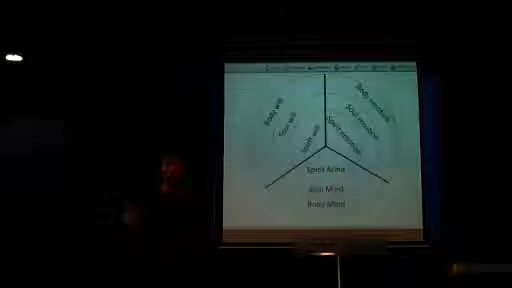 Body will
Soul will
Spirit will
Body emotion
Soul emotion
Spirit emotion
Spirit Mind
Soul Mind
Body Mind